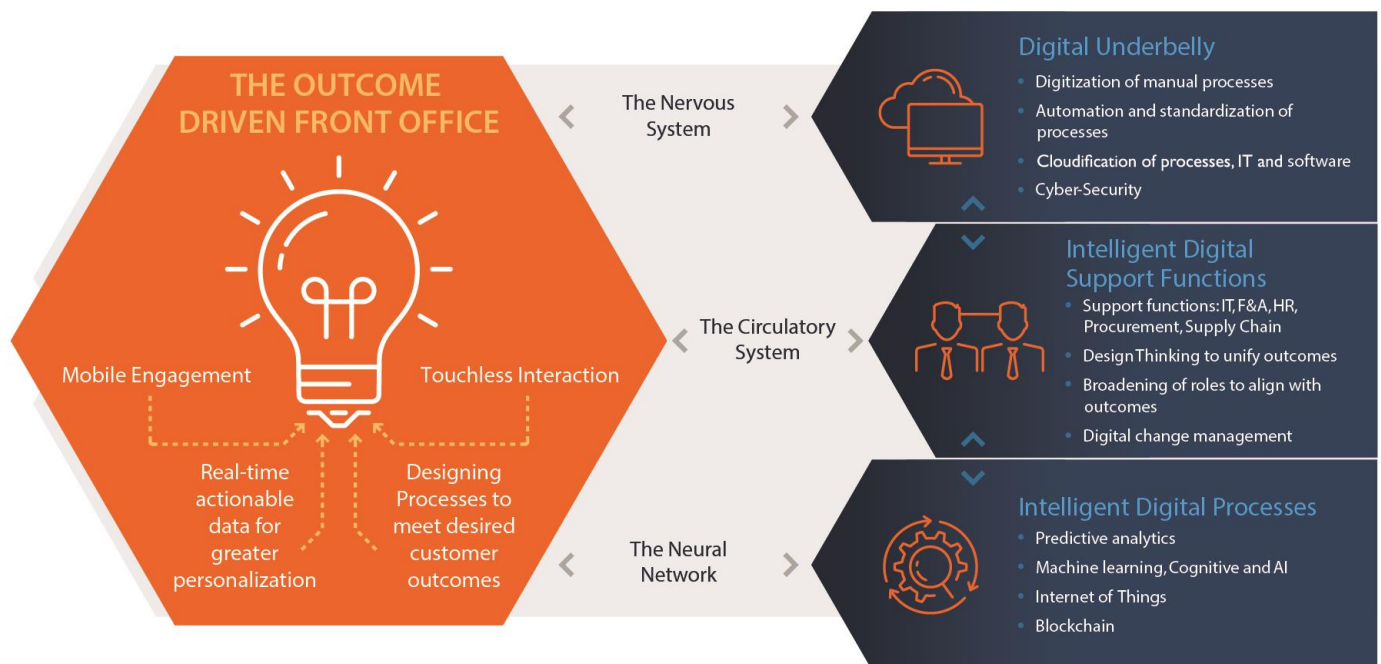 THE OUTCOME
DRIVEN FRONT OFFICE
Mobile Engagement
Touchless Interaction
Real-time
actionable
data for
greater
personalization
Designing
Processes to
meet desired
customer
outcomes
The Nervous
System
The Circulatory
System
The Neural
Network
Digital Underbelly
• Digitization of manual processes
• Automation and standardization of
processes
• Cloudification of processes, IT and software
• Cyber-Security
Intelligent Digital
Support Functions
• Support functions: IT, F&A, HR,
Procurement, Supply Chain
• Design Thinking to unify outcomes
• Broadening of roles to align with
outcomes
• Digital change management
Intelligent Digital Processes
• Predictive analytics
• Machine learning, Cognitive and AI
• Internet of Things
• Blockchain